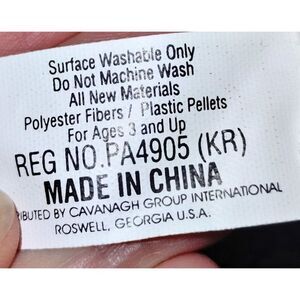 Surface Washable Only
Do Not Machine Wash
All New Materials
Polyester Fibers / Plastic Pellets
For Ages 3 and Up
REG NO.PA4905 (KR)
MADE IN CHINA
RIBUTED BY CAVANAGH GROUP INTERNATIONAL
ROSWELL, GEORGIA U.S.A.